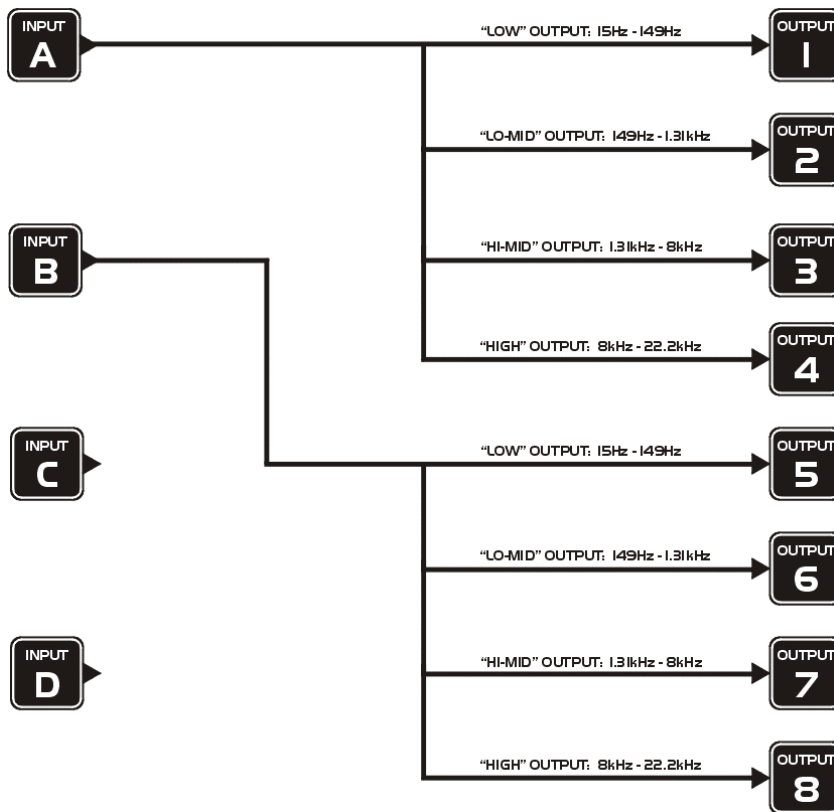 INPUT
A
"LOW" OUTPUT: 15Hz - 149Hz
OUTPUT
1
"LO-MID" OUTPUT: 149Hz - 1.31kHz
OUTPUT
2
INPUT
B
"HI-MID" OUTPUT: 1.31kHz - 8kHz
OUTPUT
3
"HIGH" OUTPUT: 8kHz - 22.2kHz
OUTPUT
4
INPUT
C
"LOW" OUTPUT: 15Hz - 149Hz
OUTPUT
5
"LO-MID" OUTPUT: 149Hz - 1.31kHz
OUTPUT
6
INPUT
D
"HI-MID" OUTPUT: 1.31kHz - 8kHz
OUTPUT
7
"HIGH" OUTPUT: 8kHz - 22.2kHz
OUTPUT
8